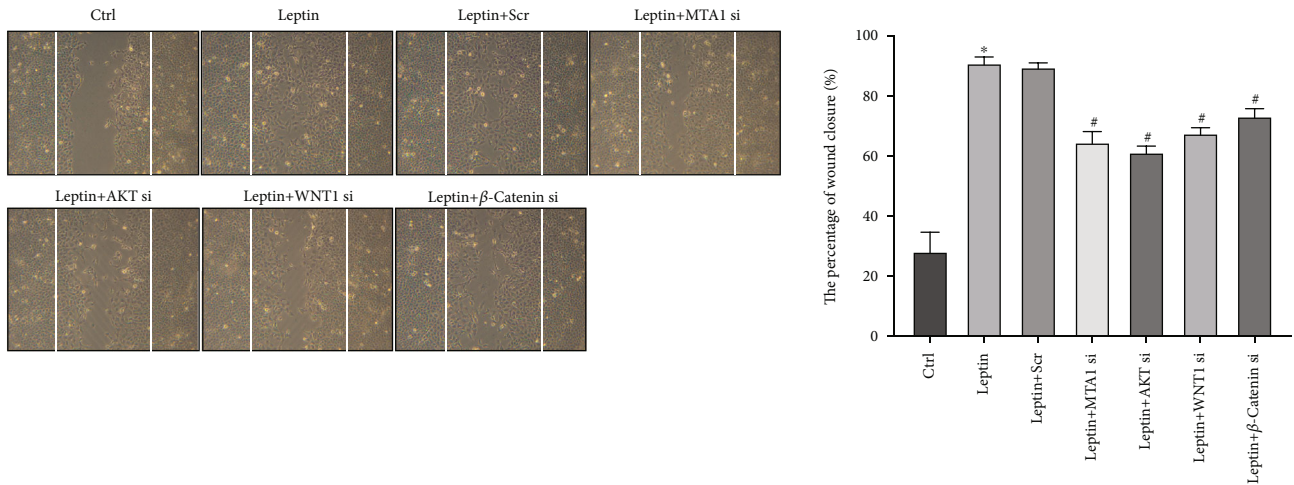 Ctrl
Leptin
Leptin+Scr
Leptin+MTA1 si
Leptin+AKT si
Leptin+WNT1 si
Leptin+β-Catenin si
The percentage of wound closure (%)
100
80
60
40
20
0
*
#
#
#
#
Ctrl
Leptin
Leptin+Scr
Leptin+MTA1 si
Leptin+AKT si
Leptin+WNT1 si
Leptin+β-Catenin si